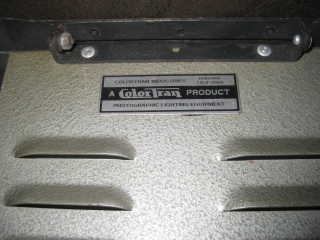 COLORTRAN INDUSTRIES
A ColorTran PRODUCT
PHOTOGRAPHIC LIGHTING EQUIPMENT